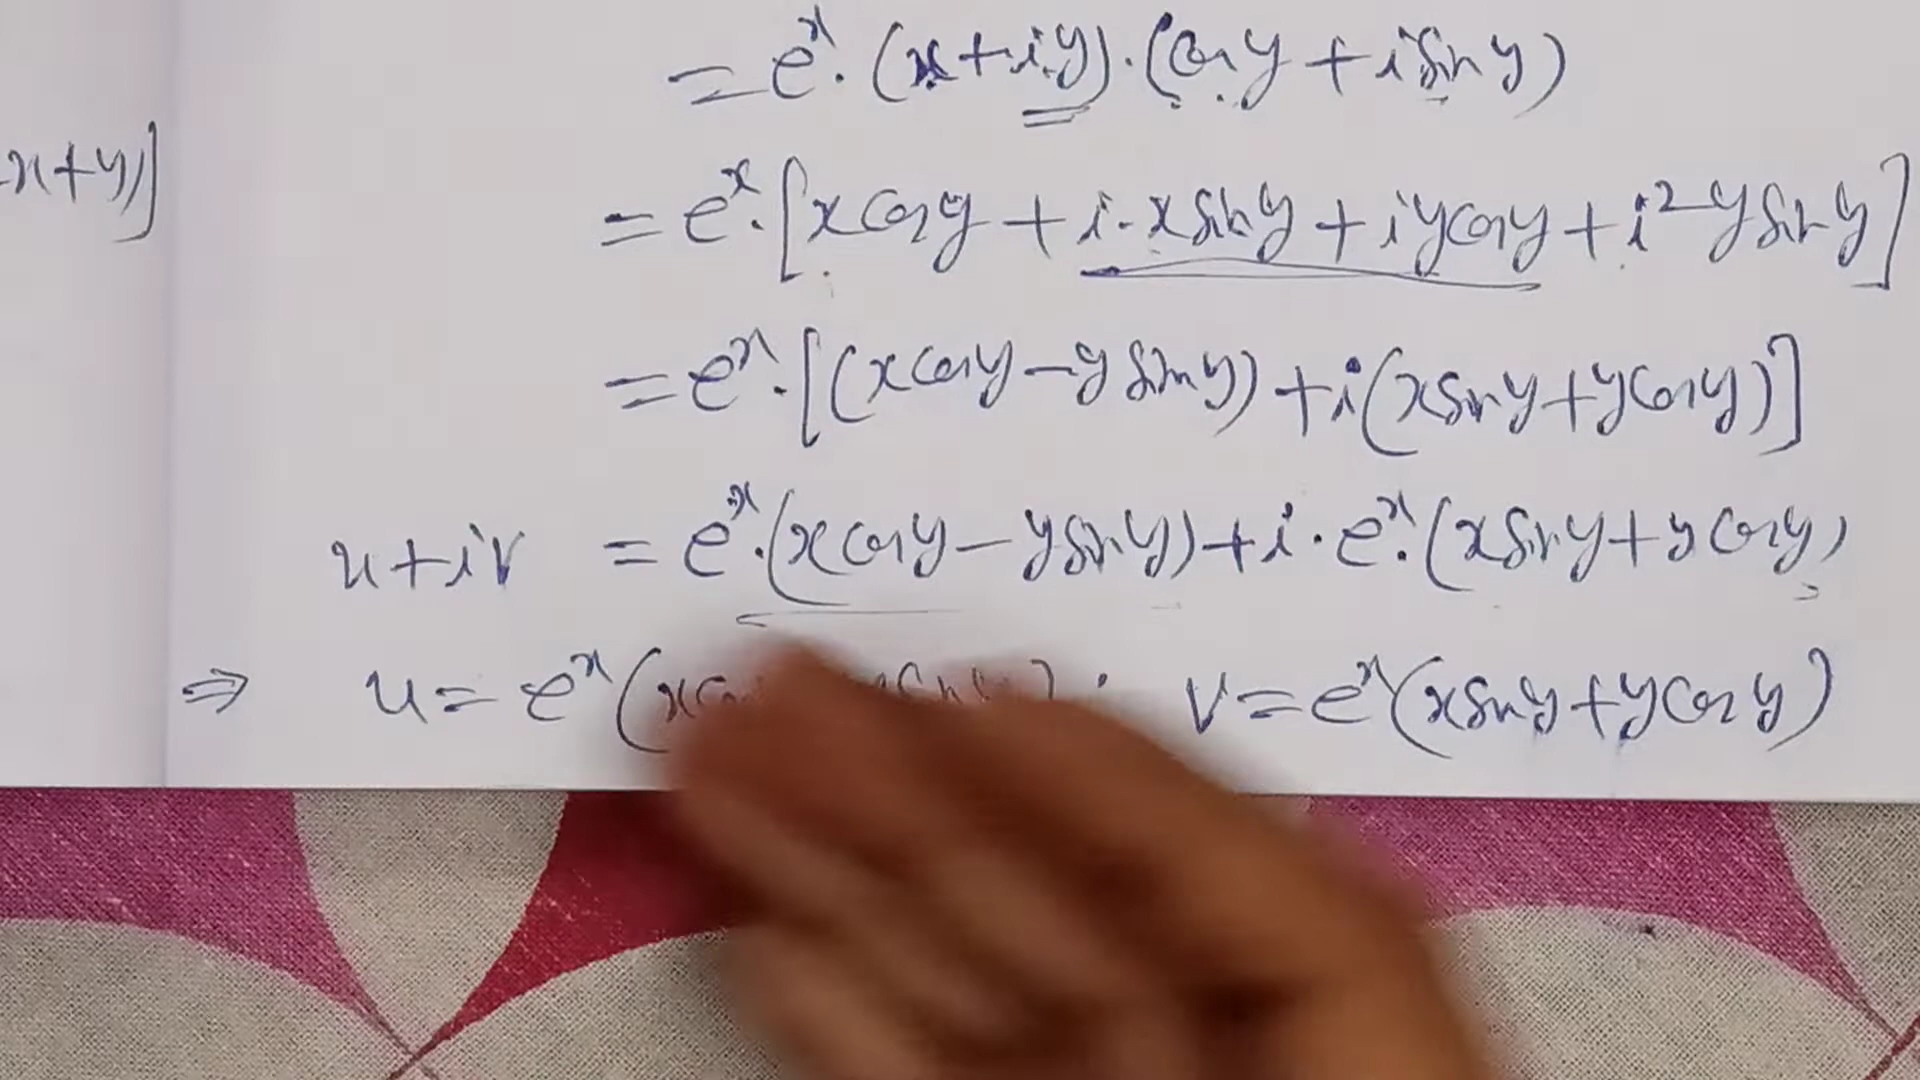 = e^x . (x+iy) . (cos y + i sin y)
x+y)]
= e^x . [x cos y + i . x sin y + i y cos y + i^2 y sin y]
= e^x . [(x cos y - y sin y) + i (x sin y + y cos y)]
u+iv = e^x . (x cos y - y sin y) + i . e^x . (x sin y + y cos y)
⇒ u = e^x (x v = e^x (x sin y + y cos y)